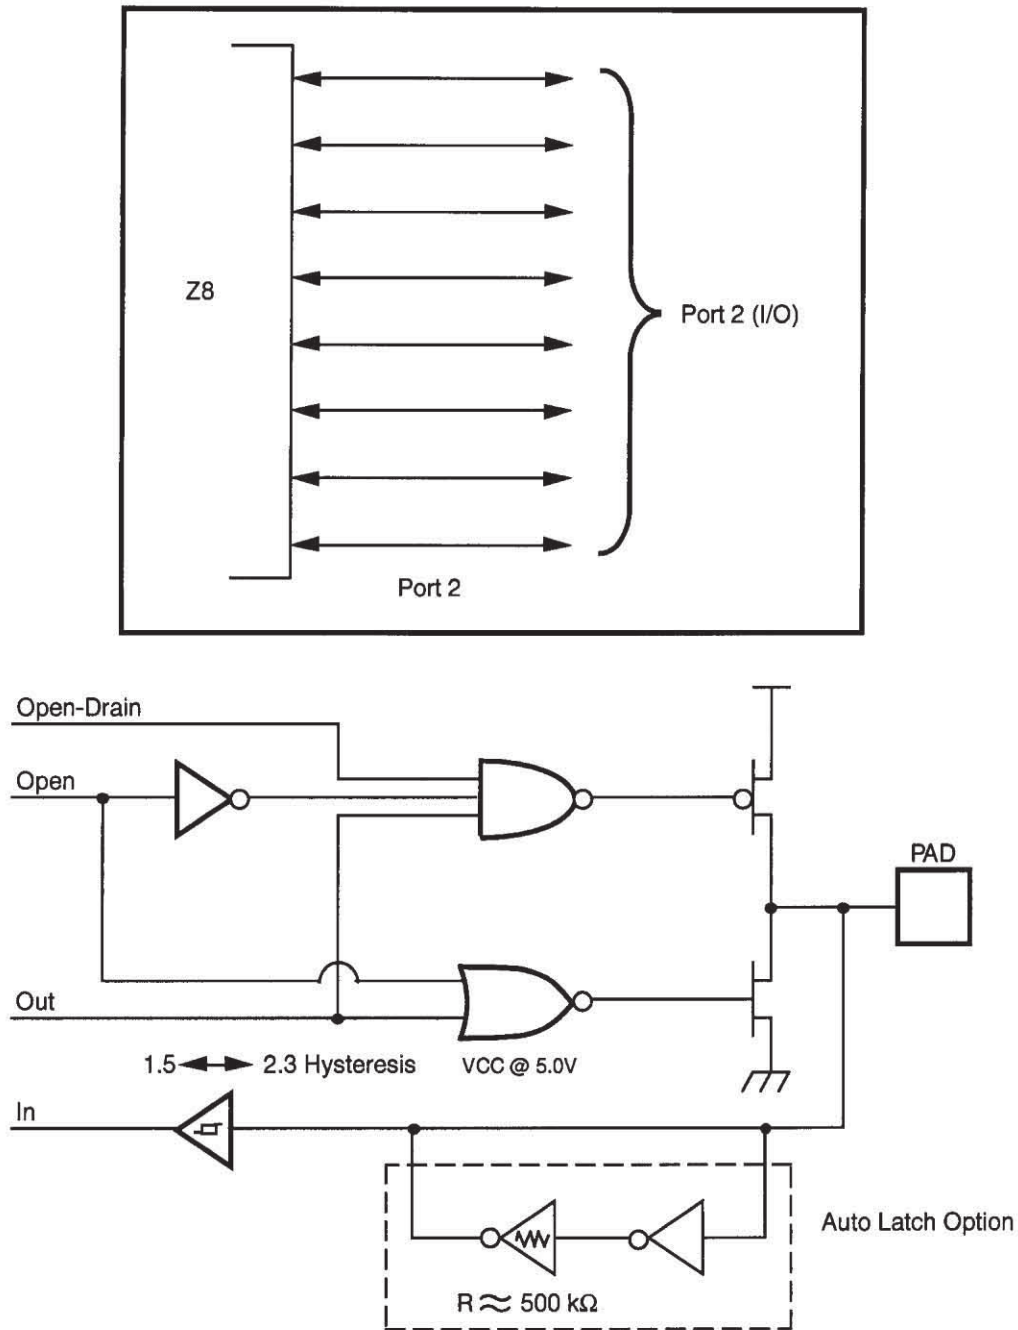 Z8
Port 2 (I/O)
Port 2
Open-Drain
Open
PAD
Out
1.5 2.3 Hysteresis
VCC @ 5.0V
In
Auto Latch Option
R ≈ 500 kΩ